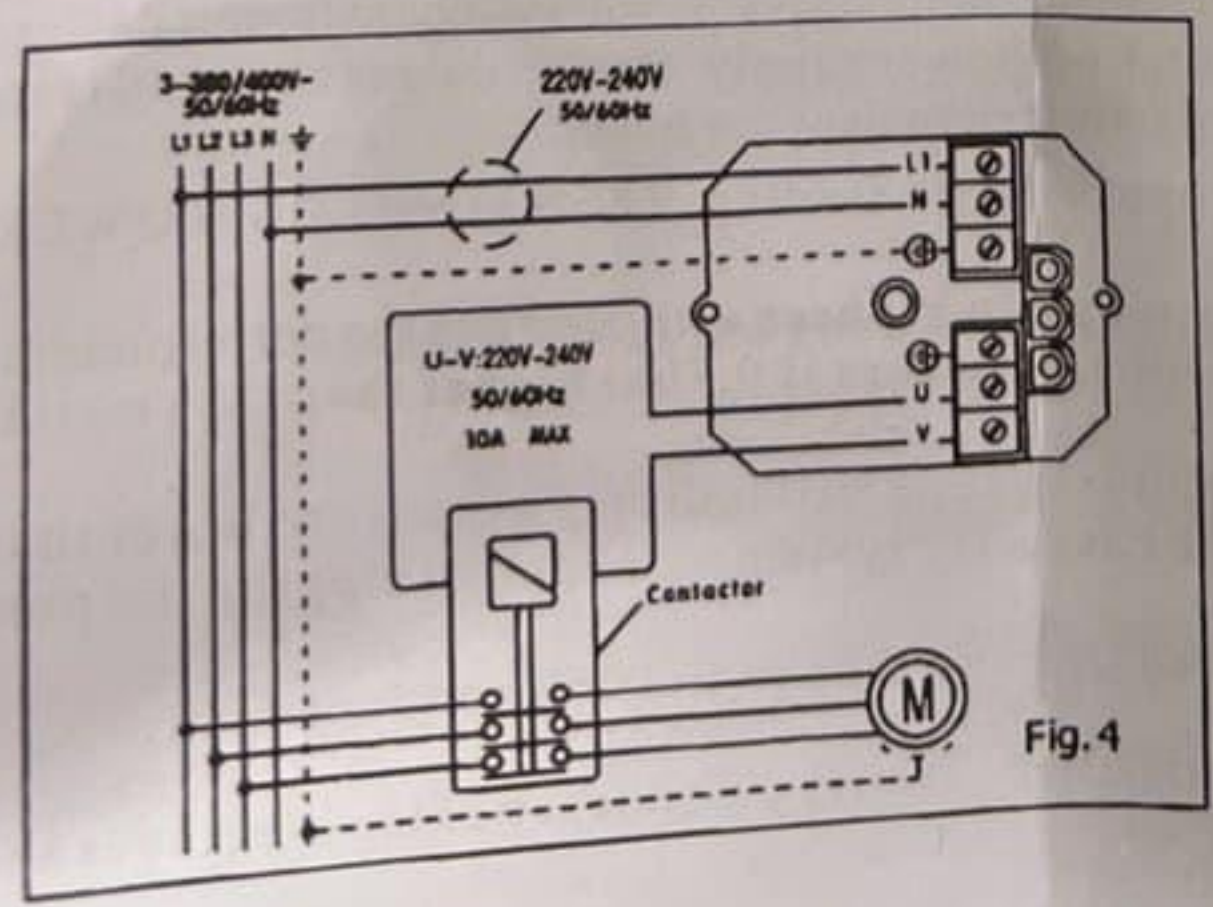 3~380/400V~
50/60Hz
L1 L2 L3 N
220V-240V
50/60Hz
L1
N
U-V:220V-240V
50/60Hz
10A MAX
U
V
Contactor
M
Fig.4